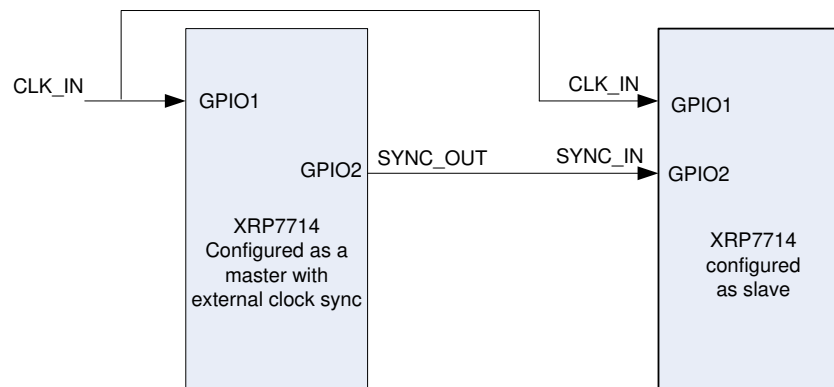 CLK_IN
GPIO1
CLK_IN
GPIO1
GPIO2
SYNC_OUT
SYNC_IN
GPIO2
XRP7714
Configured as a
master with
external clock sync
XRP7714
configured
as slave